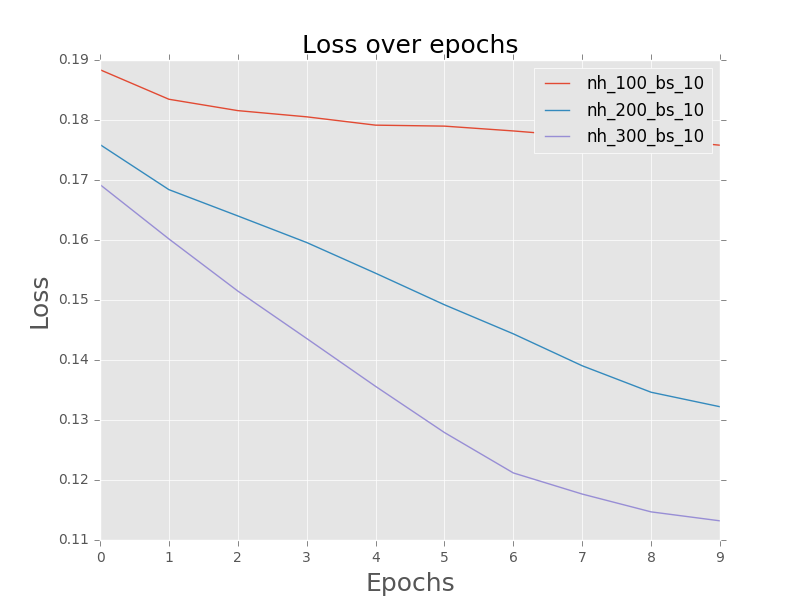 Loss over epochs
0.19
0.18
0.17
0.16
0.15
0.14
0.13
0.12
0.11
Loss
nh_100_bs_10
nh_200_bs_10
nh_300_bs_10
0 1 2 3 4 5 6 7 8 9
Epochs